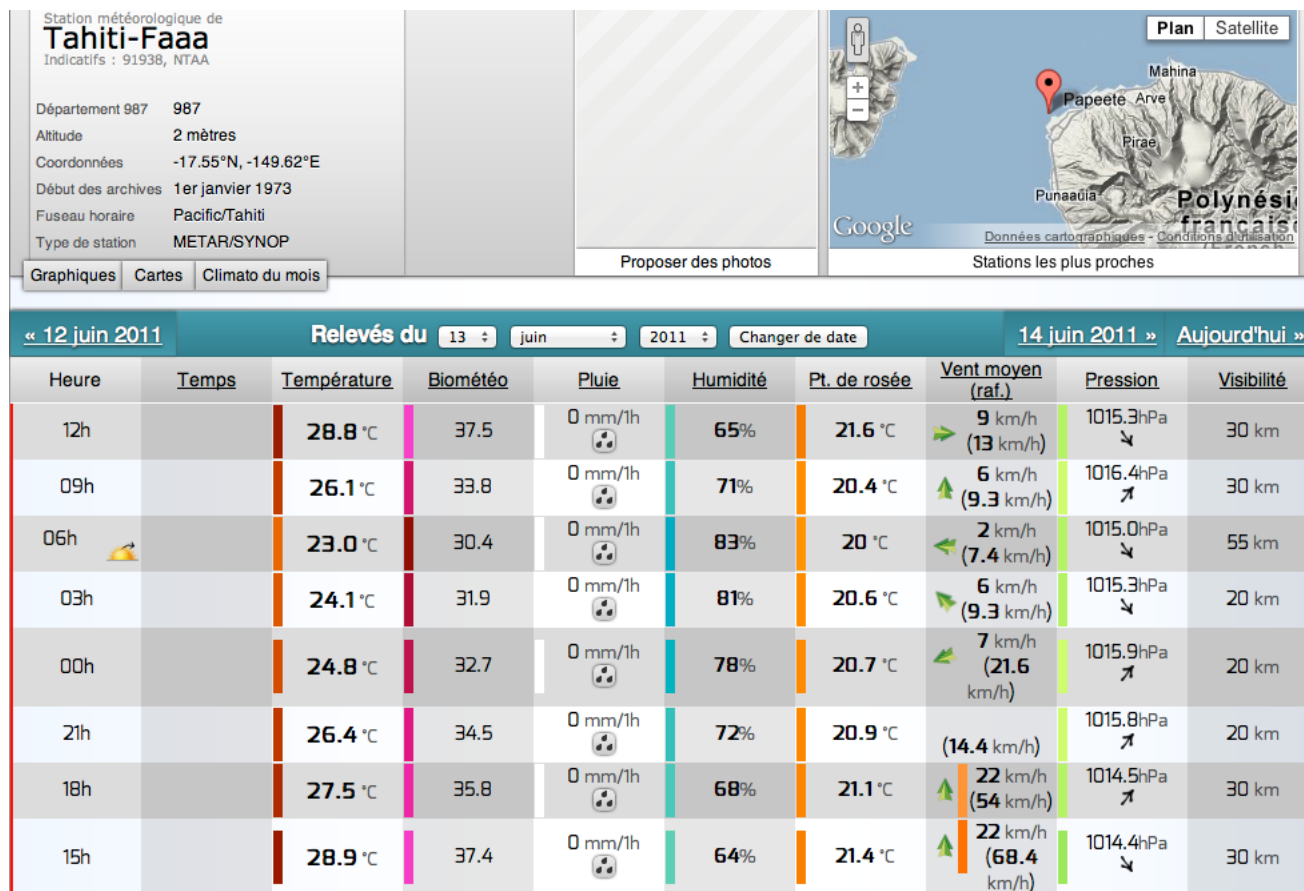 Station météorologique de
Tahiti-Faaa
Indicatifs : 91938, NTAA
Département 987 987
Altitude 2 mètres
Coordonnées -17.55°N, -149.62°E
Début des archives 1er janvier 1973
Fuseau horaire Pacific/Tahiti
Type de station METAR/SYNOP
Graphiques Cartes Climato du mois
Proposer des photos
Plan Satellite
Mahina
Papeete Arve
Pirae
Punaauia
Polynési
français
Google
Données cartographiques - Conditions d'utilisation
Stations les plus proches
« 12 juin 2011 Relevés du 13 juin 2011 Changer de date 14 juin 2011 » Aujourd'hui »
Heure Temps Température Biométéo Pluie Humidité Pt. de rosée Vent moyen (raf.) Pression Visibilité
12h 28.8 °C 37.5 0 mm/1h 65% 21.6 °C 9 km/h (13 km/h) 1015.3hPa 30 km
09h 26.1 °C 33.8 0 mm/1h 71% 20.4 °C 6 km/h (9.3 km/h) 1016.4hPa 30 km
06h 23.0 °C 30.4 0 mm/1h 83% 20 °C 2 km/h (7.4 km/h) 1015.0hPa 55 km
03h 24.1 °C 31.9 0 mm/1h 81% 20.6 °C 6 km/h (9.3 km/h) 1015.3hPa 20 km
00h 24.8 °C 32.7 0 mm/1h 78% 20.7 °C 7 km/h (21.6 km/h) 1015.9hPa 20 km
21h 26.4 °C 34.5 0 mm/1h 72% 20.9 °C (14.4 km/h) 1015.8hPa 20 km
18h 27.5 °C 35.8 0 mm/1h 68% 21.1 °C 22 km/h (54 km/h) 1014.5hPa 30 km
15h 28.9 °C 37.4 0 mm/1h 64% 21.4 °C 22 km/h (68.4 km/h) 1014.4hPa 30 km